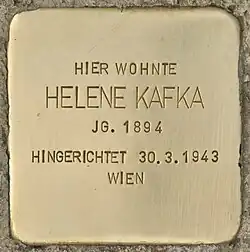 HIER WOHNTE
HELENE KAFKA
JG. 1894
HINGERICHTET 30.3.1943
WIEN